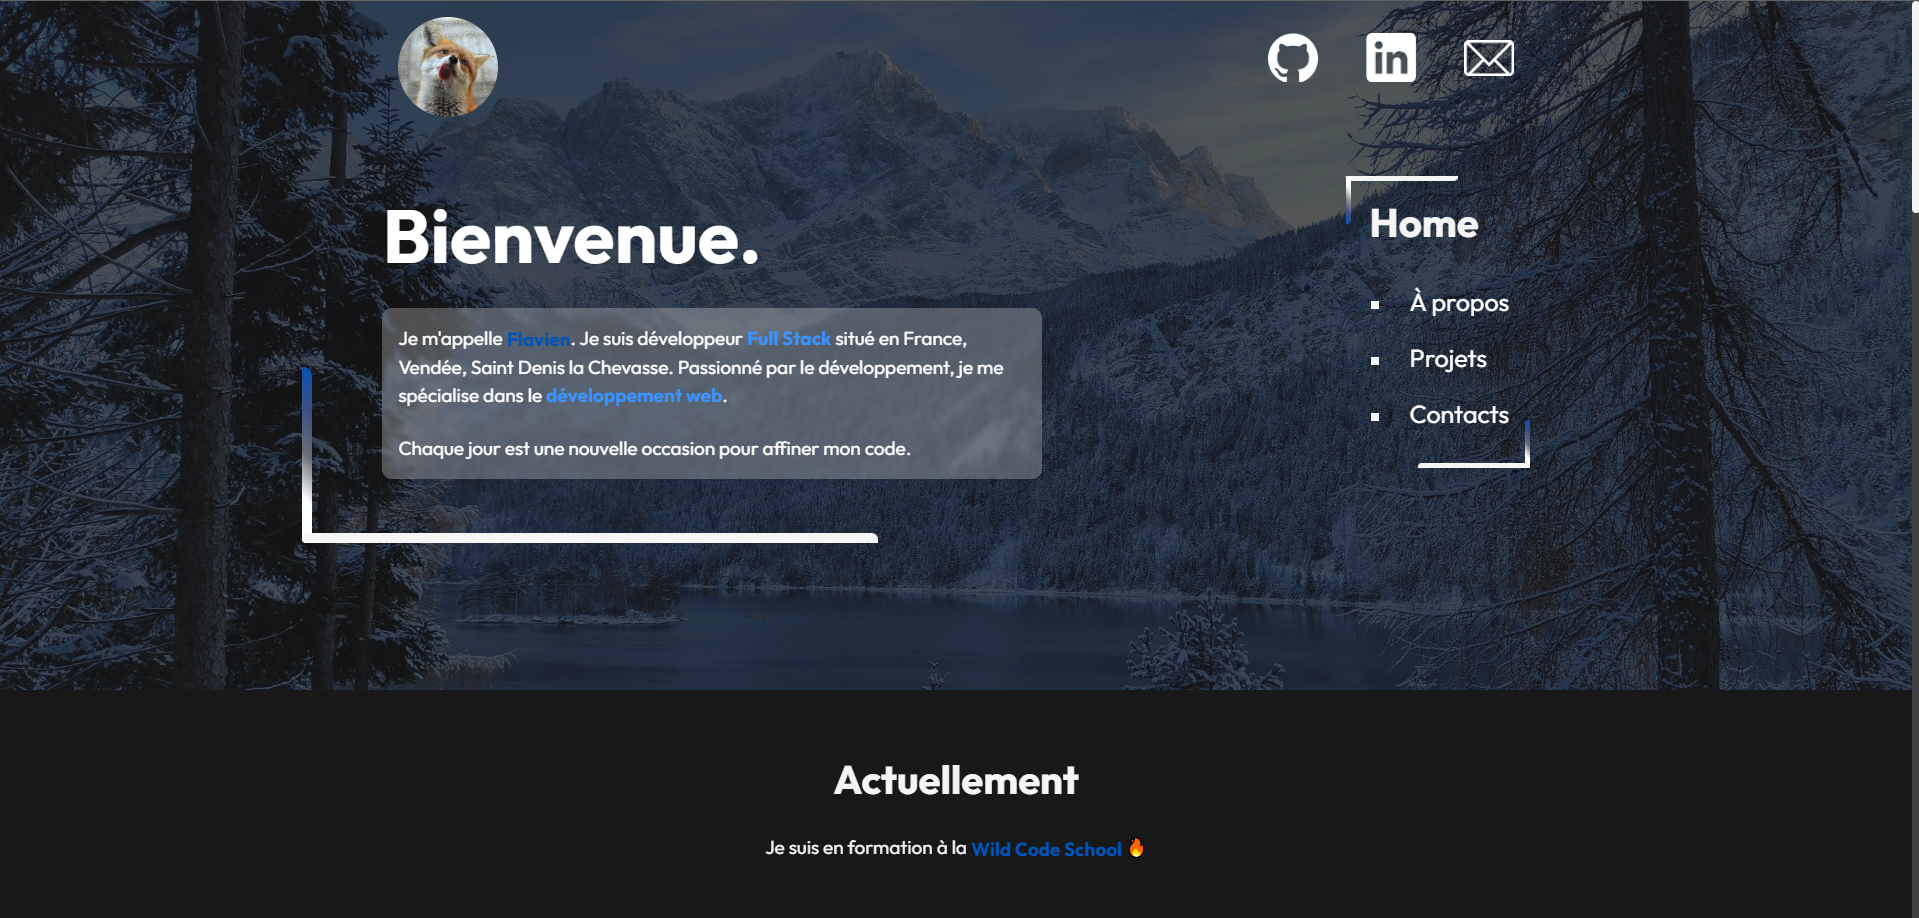 in
Bienvenue.
Je m'appelle Flavien. Je suis développeur Full Stack situé en France,
Vendée, Saint Denis la Chevasse. Passionné par le développement, je me
spécialise dans le développement web.
Chaque jour est une nouvelle occasion pour affiner mon code.
Home
À propos
Projets
Contacts
Actuellement
Je suis en formation à la Wild Code School 🔥